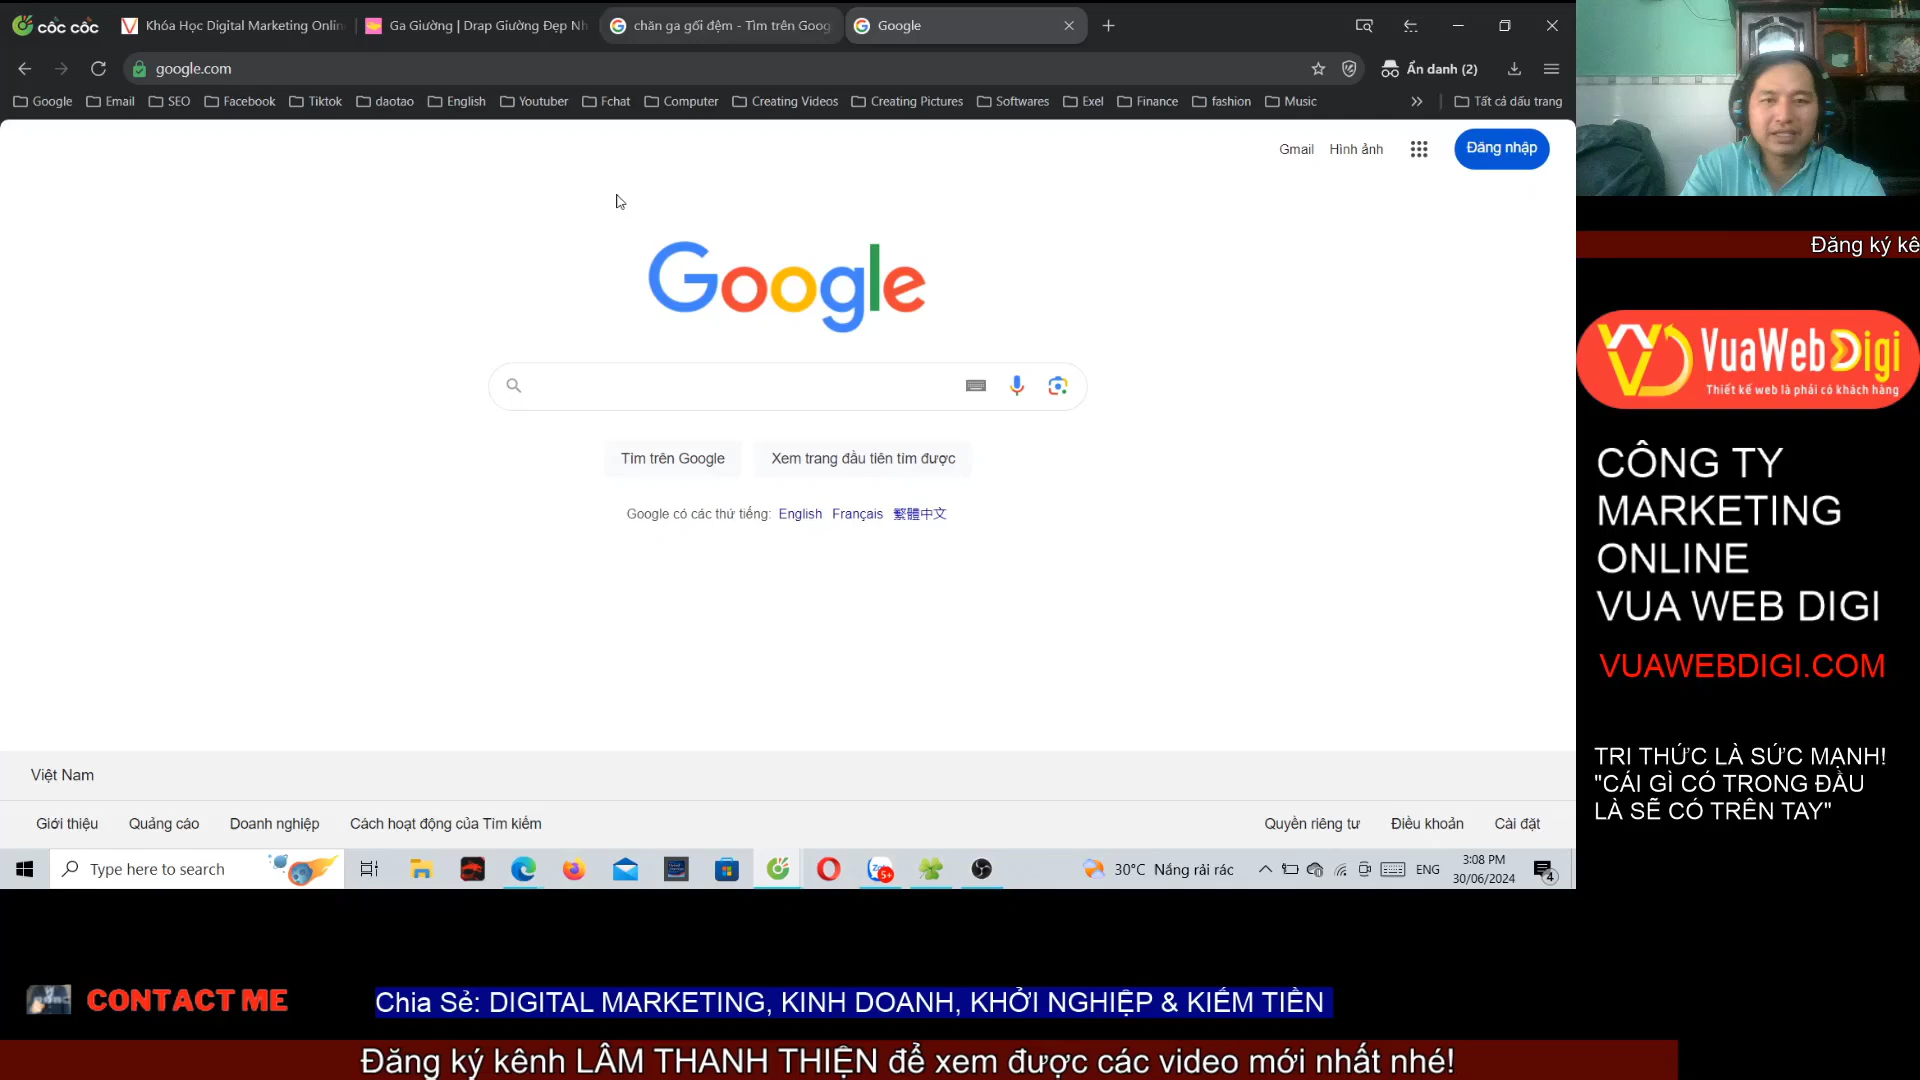 cốc cốc
Khóa Học Digital Marketing Onlin
Ga Giường | Drap Giường Đẹp Nh
chăn ga gối đệm - Tìm trên Goog
Google
google.com
Ẩn danh (2)
Google
Email
SEO
Facebook
Tiktok
daotao
English
Youtuber
Fchat
Computer
Creating Videos
Creating Pictures
Softwares
Exel
Finance
fashion
Music
Tất cả dấu trang
Gmail
Hình ảnh
Đăng nhập
Google
Tìm trên Google
Xem trang đầu tiên tìm được
Google có các thứ tiếng: English Français 繁體中文
Việt Nam
Giới thiệu
Quảng cáo
Doanh nghiệp
Cách hoạt động của Tìm kiếm
Quyền riêng tư
Điều khoản
Cài đặt
Type here to search
5+
30°C Nắng rải rác
ENG
3:08 PM
30/06/2024
4
Đăng ký kê
VuaWebDigi
Thiết kế web là phải có khách hàng
CÔNG TY
MARKETING
ONLINE
VUA WEB DIGI
VUAWEBDIGI.COM
TRI THỨC LÀ SỨC MẠNH!
"CÁI GÌ CÓ TRONG ĐẦU
LÀ SẼ CÓ TRÊN TAY"
CONTACT ME
Chia Sẻ: DIGITAL MARKETING, KINH DOANH, KHỞI NGHIỆP & KIẾM TIỀN
Đăng ký kênh LÂM THANH THIỆN để xem được các video mới nhất nhé!